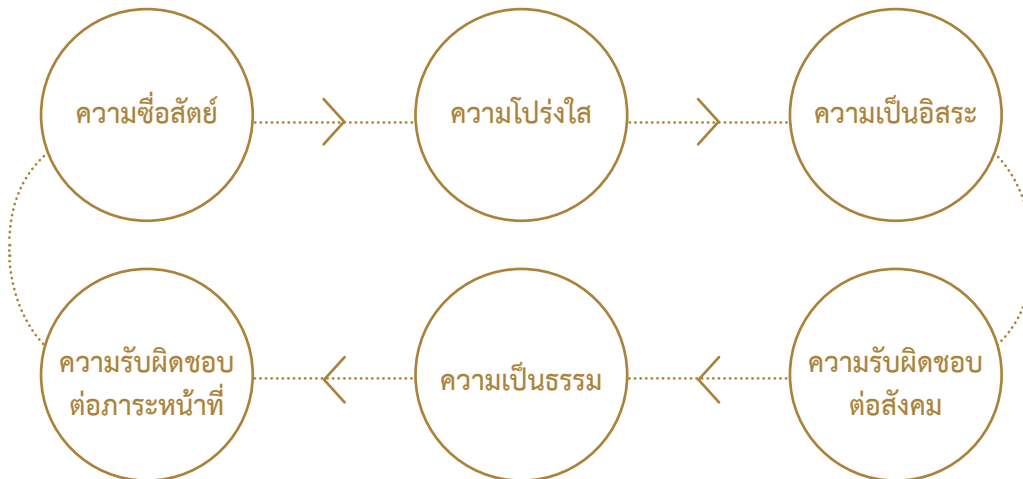 ความซื่อสัตย์
ความโปร่งใส
ความเป็นอิสระ
ความรับผิดชอบ
ต่อภาระหน้าที่
ความเป็นธรรม
ความรับผิดชอบ
ต่อสังคม